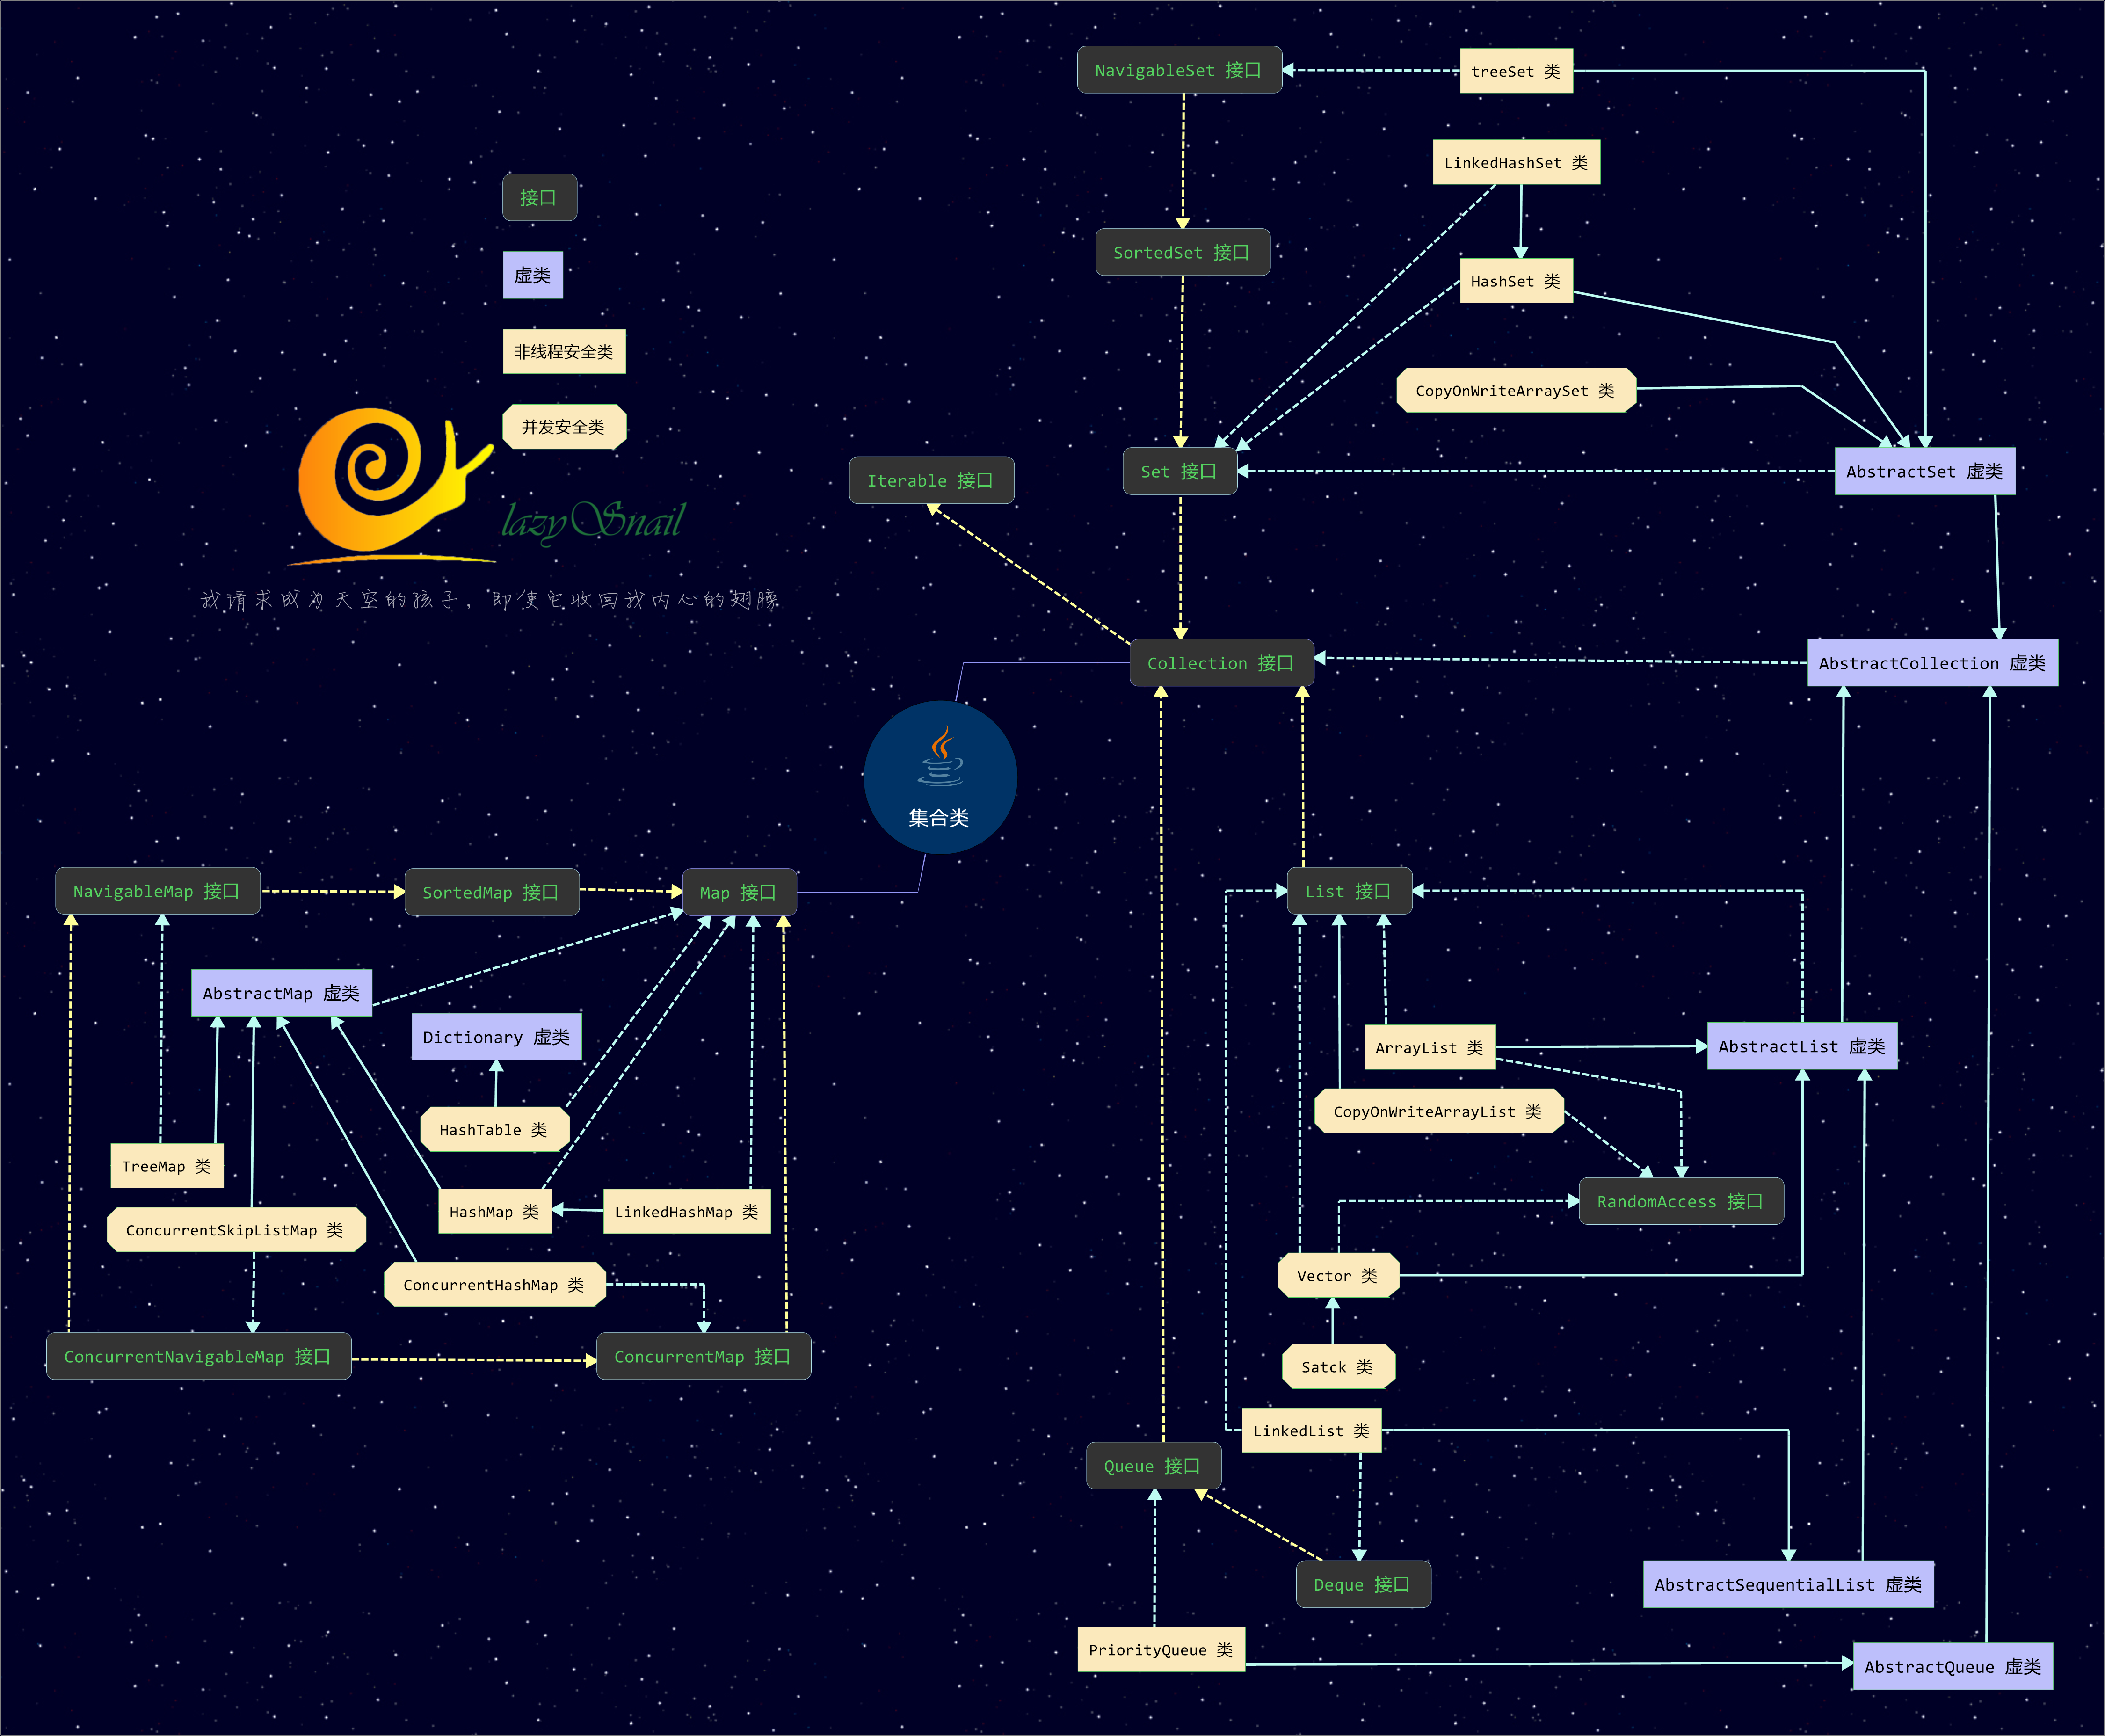 NavigableSet 接口
treeSet 类
LinkedHashSet 类
接口
SortedSet 接口
虚类
HashSet 类
非线程安全类
CopyOnWriteArraySet 类
并发安全类
Iterable 接口
Set 接口
AbstractSet 虚类
lazySnail
我请求成为天空的孩子，即使它收回我内心的翅膀
Collection 接口
AbstractCollection 虚类
集合类
NavigableMap 接口
SortedMap 接口
Map 接口
List 接口
AbstractMap 虚类
Dictionary 虚类
ArrayList 类
AbstractList 虚类
CopyOnWriteArrayList 类
HashTable 类
TreeMap 类
HashMap 类
LinkedHashMap 类
RandomAccess 接口
ConcurrentSkipListMap 类
ConcurrentHashMap 类
Vector 类
ConcurrentNavigableMap 接口
ConcurrentMap 接口
Satck 类
LinkedList 类
Queue 接口
Deque 接口
AbstractSequentialList 虚类
PriorityQueue 类
AbstractQueue 虚类